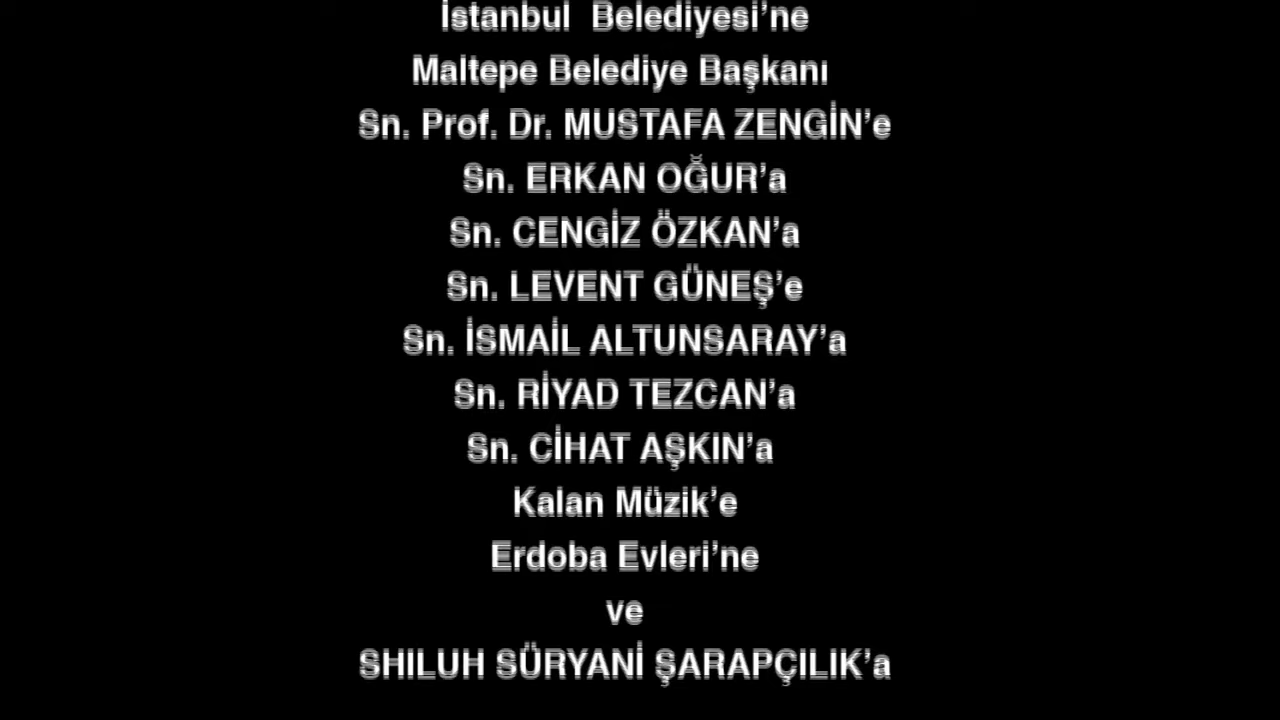 İstanbul Belediyesi’ne
Maltepe Belediye Başkanı
Sn. Prof. Dr. MUSTAFA ZENGİN’e
Sn. ERKAN OĞUR’a
Sn. CENGİZ ÖZKAN’a
Sn. LEVENT GÜNEŞ’e
Sn. İSMAİL ALTUNSARAY’a
Sn. RİYAD TEZCAN’a
Sn. CİHAT AŞKIN’a
Kalan Müzik’e
Erdoba Evleri’ne
ve
SHILUH SÜRYANİ ŞARAPÇILIK’a